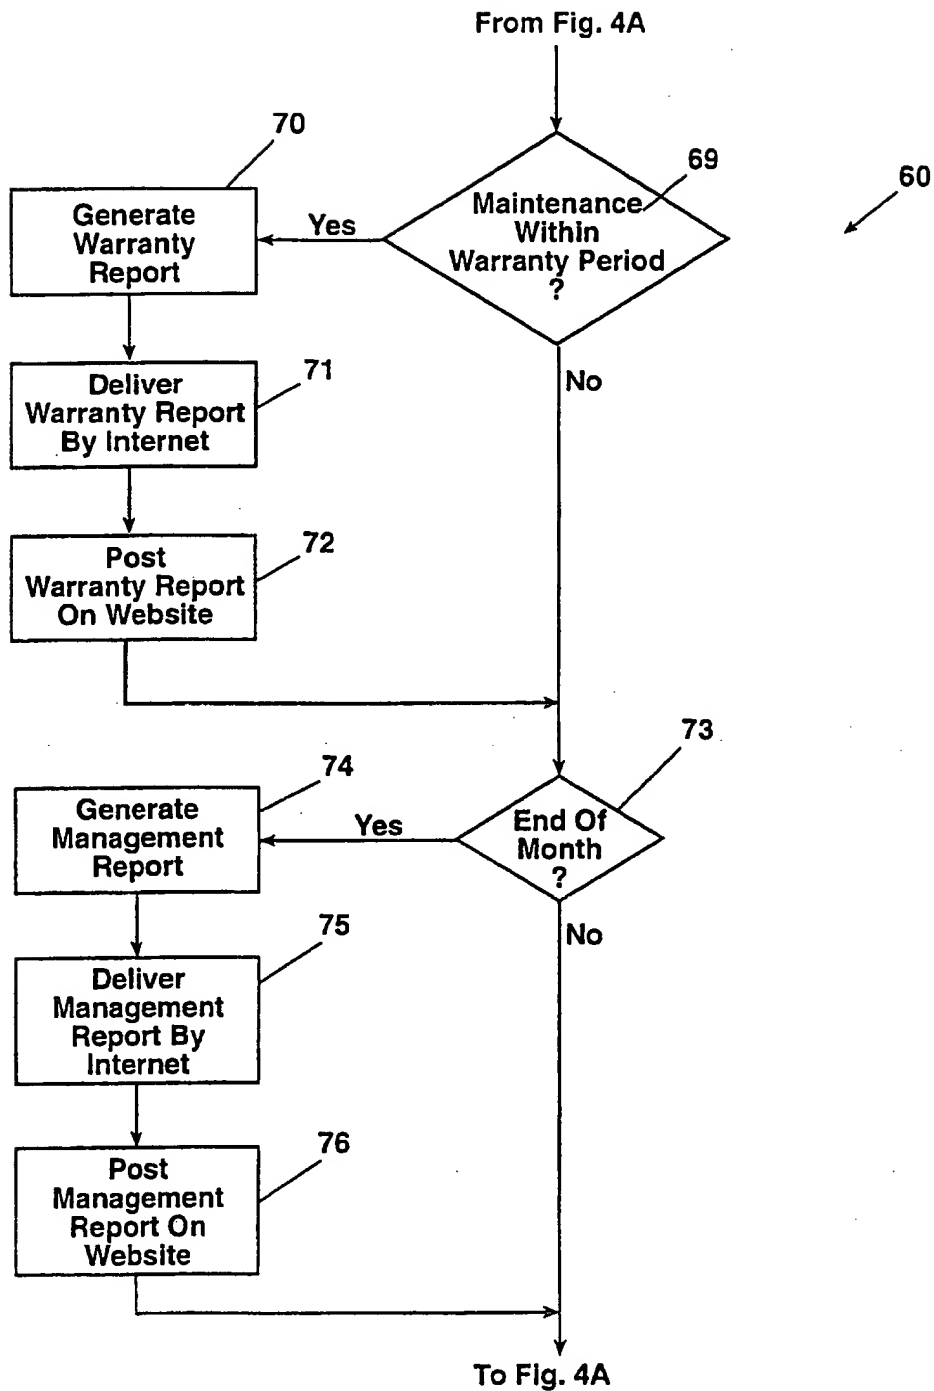 From Fig. 4A
70
69
60
Generate
Warranty
Report
Yes
Maintenance
Within
Warranty Period
?
71
No
Deliver
Warranty Report
By Internet
72
Post
Warranty Report
On Website
73
74
Generate
Management
Report
Yes
End Of
Month
?
75
No
Deliver
Management
Report By
Internet
76
Post
Management
Report On
Website
To Fig. 4A